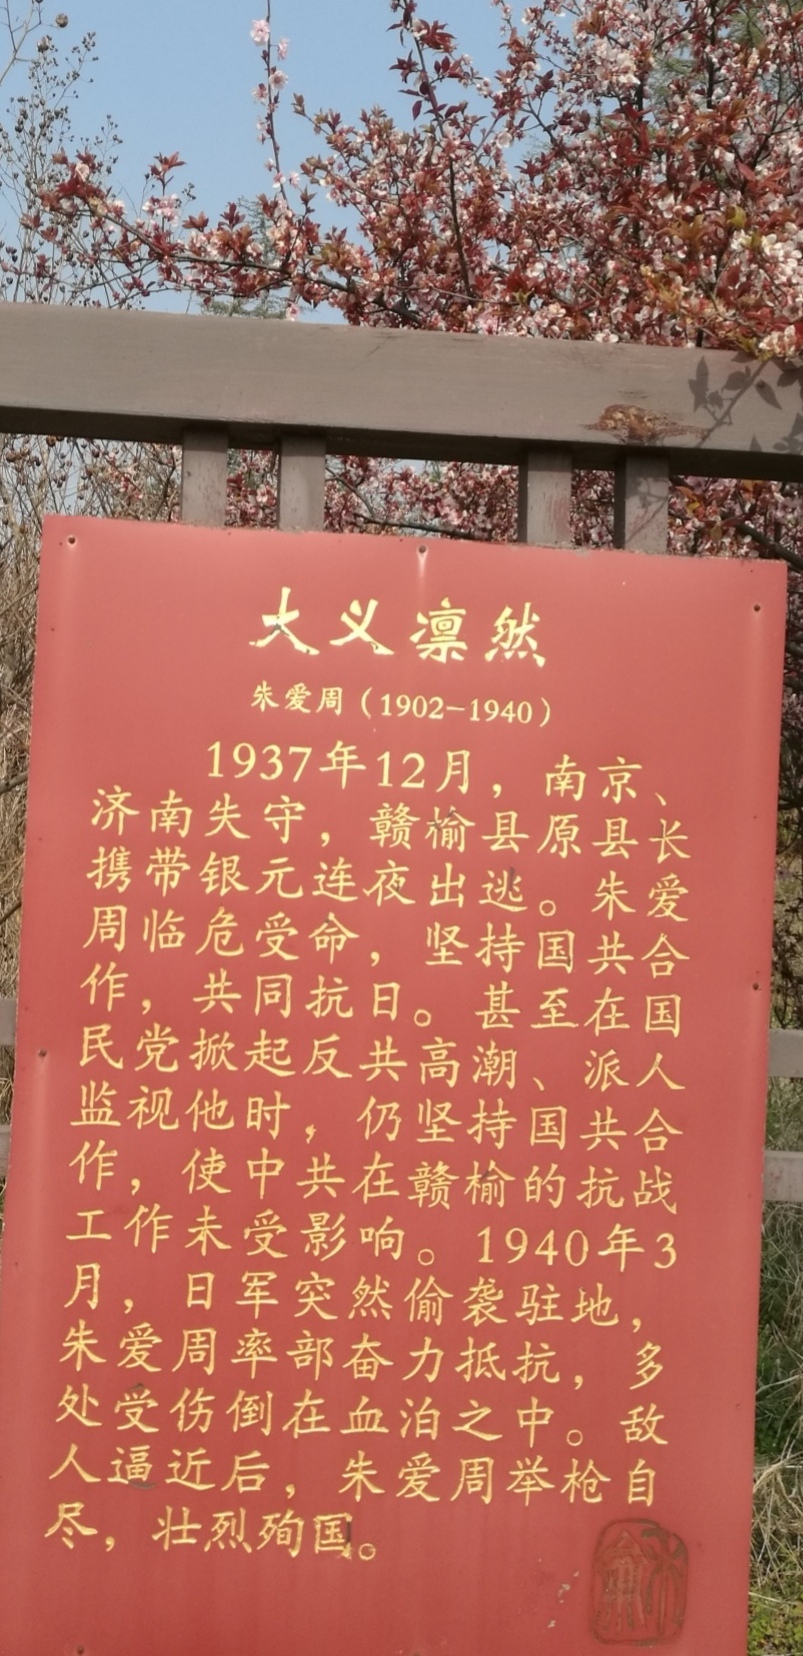 大义凛然
朱爱周（1902-1940）
1937年12月，南京、
济南失守，赣榆县原县长
携带银元连夜出逃。朱爱
周临危受命，坚持国共合
作，共同抗日。甚至在国
民党掀起反共高潮、派人
监视他时，仍坚持国共合
作，使中共在赣榆的抗战
工作未受影响。1940年3
月，日军突然偷袭驻地，
朱爱周率部奋力抵抗，多
处受伤倒在血泊之中。敌
人逼近后，朱爱周举枪自
尽，壮烈殉国。